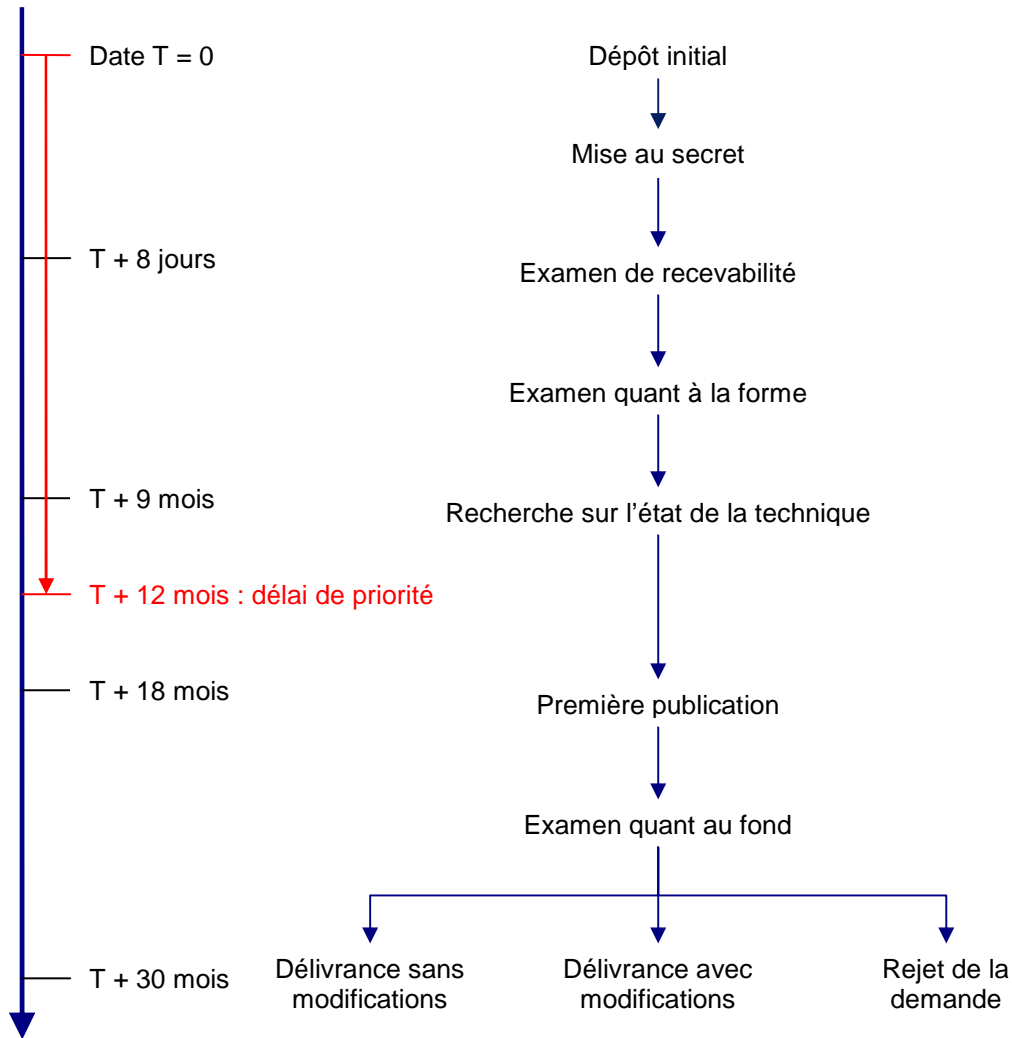 Date T = 0
Dépôt initial
Mise au secret
T + 8 jours
Examen de recevabilité
Examen quant à la forme
T + 9 mois
Recherche sur l’état de la technique
T + 12 mois : délai de priorité
T + 18 mois
Première publication
Examen quant au fond
T + 30 mois
Délivrance sans
modifications
Délivrance avec
modifications
Rejet de la
demande